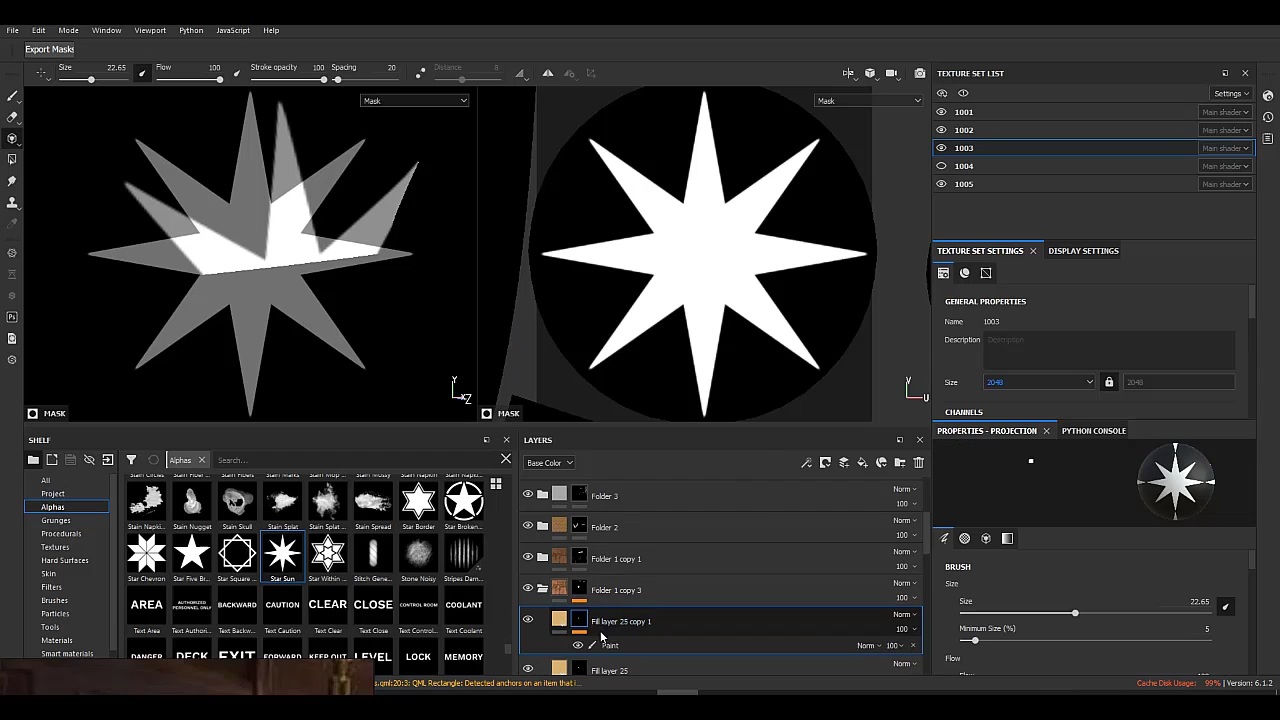 File Edit Mode Window Viewport Python JavaScript Help
Export Masks
Size 22.65 Flow 100 Stroke opacity 100 Spacing 20 Distance 8
Mask Mask
Y Z V U
MASK MASK
TEXTURE SET LIST
Settings
1001 Main shader
1002 Main shader
1003 Main shader
1004 Main shader
1005 Main shader
TEXTURE SET SETTINGS DISPLAY SETTINGS
GENERAL PROPERTIES
Name 1003
Description Description
Size 2048 2048
CHANNELS
PROPERTIES - PROJECTION PYTHON CONSOLE
BRUSH
Size
Size 22.65
Minimum Size (%) 5
Flow
SHELF
Alphas Search...
All
Project
Alphas
Grunges
Procedurals
Textures
Hard Surfaces
Skin
Filters
Brushes
Particles
Tools
Materials
Smart materials
Stain Napki... Stain Nugget Stain Skull Stain Splat Stain Splat ... Stain Spread Star Border Star Broken...
Star Chevron Star Five Br... Star Square ... Star Sun Star Within ... Stitch Gene... Stone Noisy Stripes Dam...
AREA AUTHORIZED PERSONNEL ONLY BACKWARD CAUTION CLEAR CLOSE CONTROL ROOM COOLANT
Text Area Text Authori... Text Backw... Text Caution Text Clear Text Close Text Control... Text Coolant
DANGER DECK EXIT FORWARD KEEP OUT LEVEL LOCK MEMORY
LAYERS
Base Color
Folder 3 Norm 100
Folder 2 Norm 100
Folder 1 copy 1 Norm 100
Folder 1 copy 3 Norm 100
Fill layer 25 copy 1 Norm 100
Paint Norm 100
Fill layer 25 Norm
s.qml:20:3: QML Rectangle: Detected anchors on an item that i...
Cache Disk Usage: 99% | Version: 6.1.2